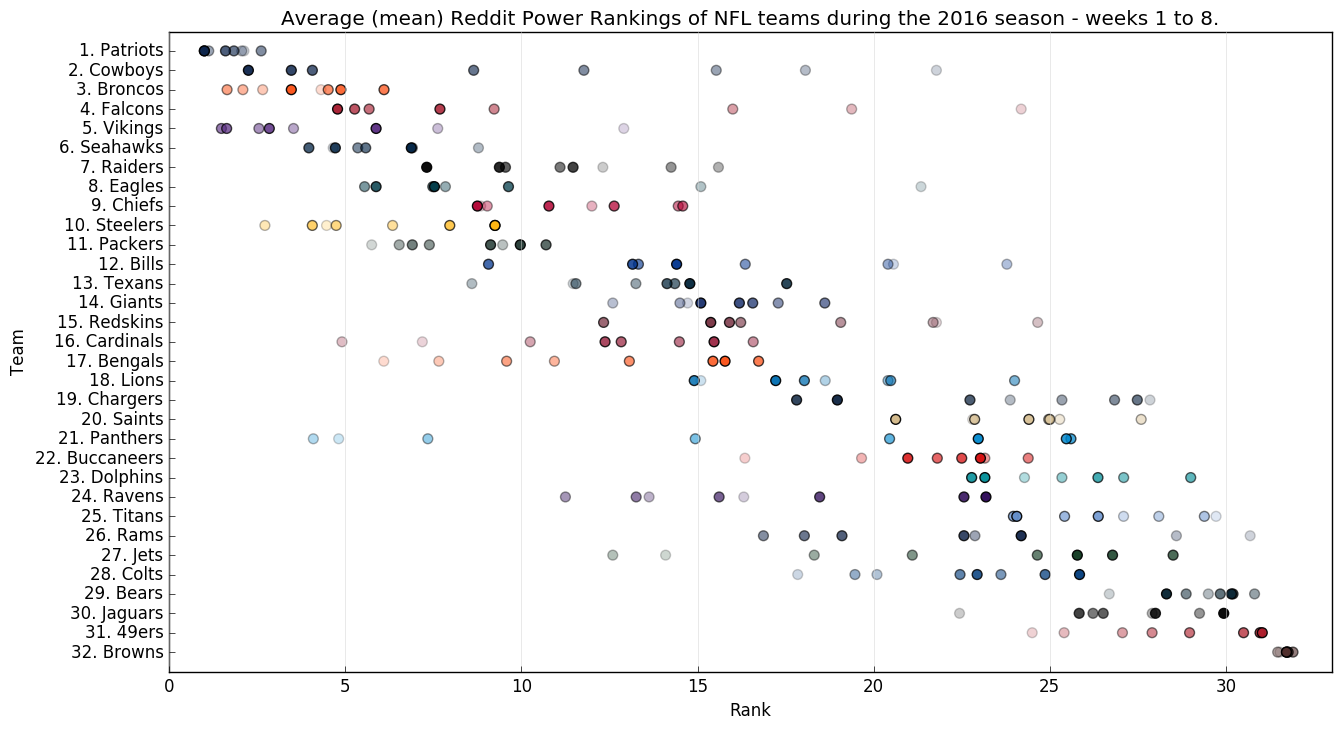 Average (mean) Reddit Power Rankings of NFL teams during the 2016 season - weeks 1 to 8.
1. Patriots
2. Cowboys
3. Broncos
4. Falcons
5. Vikings
6. Seahawks
7. Raiders
8. Eagles
9. Chiefs
10. Steelers
11. Packers
12. Bills
13. Texans
14. Giants
15. Redskins
16. Cardinals
17. Bengals
18. Lions
19. Chargers
20. Saints
21. Panthers
22. Buccaneers
23. Dolphins
24. Ravens
25. Titans
26. Rams
27. Jets
28. Colts
29. Bears
30. Jaguars
31. 49ers
32. Browns
Team
0 5 10 15 20 25 30
Rank